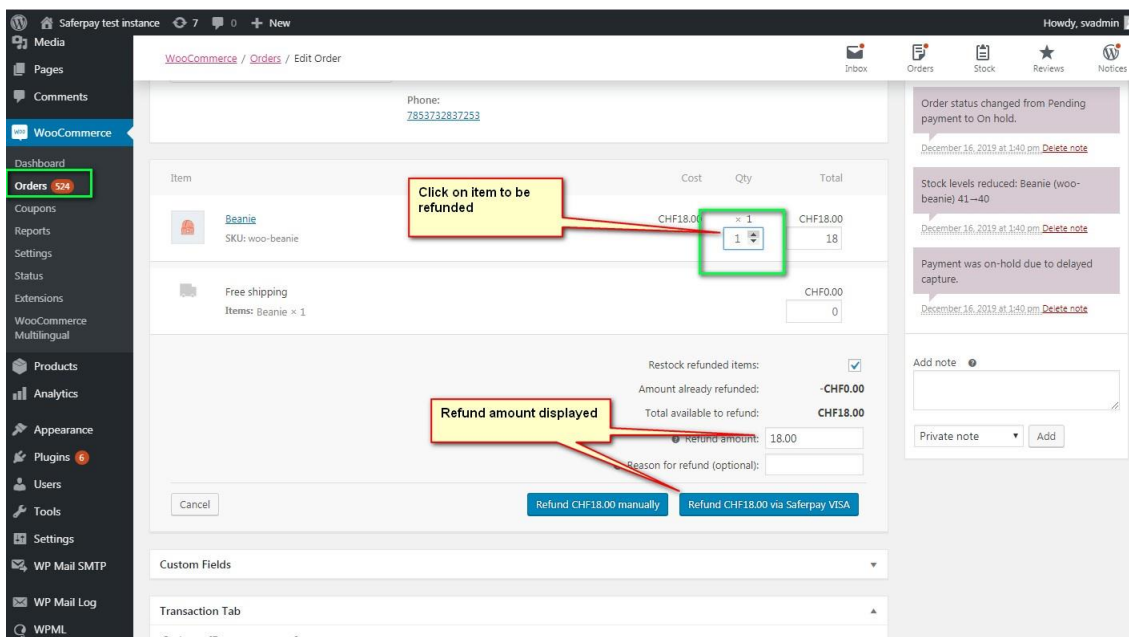 Saferpay test instance 7 0 + New
Howdy, svadmin
Media
Pages
Comments
WooCommerce
Dashboard
Orders 524
Coupons
Reports
Settings
Status
Extensions
WooCommerce
Multilingual
Products
Analytics
Appearance
Plugins 6
Users
Tools
Settings
WP Mail SMTP
WP Mail Log
WPML
WooCommerce / Orders / Edit Order
Inbox
Orders
Stock
Reviews
Notices
Phone:
7853732837253
Item
Cost
Qty
Total
Click on item to be
refunded
Beanie
SKU: woo-beanie
CHF18.00
× 1
CHF18.00
1
18
Free shipping
Items: Beanie × 1
CHF0.00
0
Restock refunded items:
Amount already refunded: -CHF0.00
Total available to refund: CHF18.00
Refund amount displayed
Refund amount: 18.00
Reason for refund (optional):
Cancel
Refund CHF18.00 manually
Refund CHF18.00 via Saferpay VISA
Custom Fields
Transaction Tab
Order status changed from Pending
payment to On hold.
December 16, 2019 at 1:40 pm Delete note
Stock levels reduced: Beanie (woo-
beanie) 41→40
December 16, 2019 at 1:40 pm Delete note
Payment was on-hold due to delayed
capture.
December 16, 2019 at 1:40 pm Delete note
Add note
Private note
Add